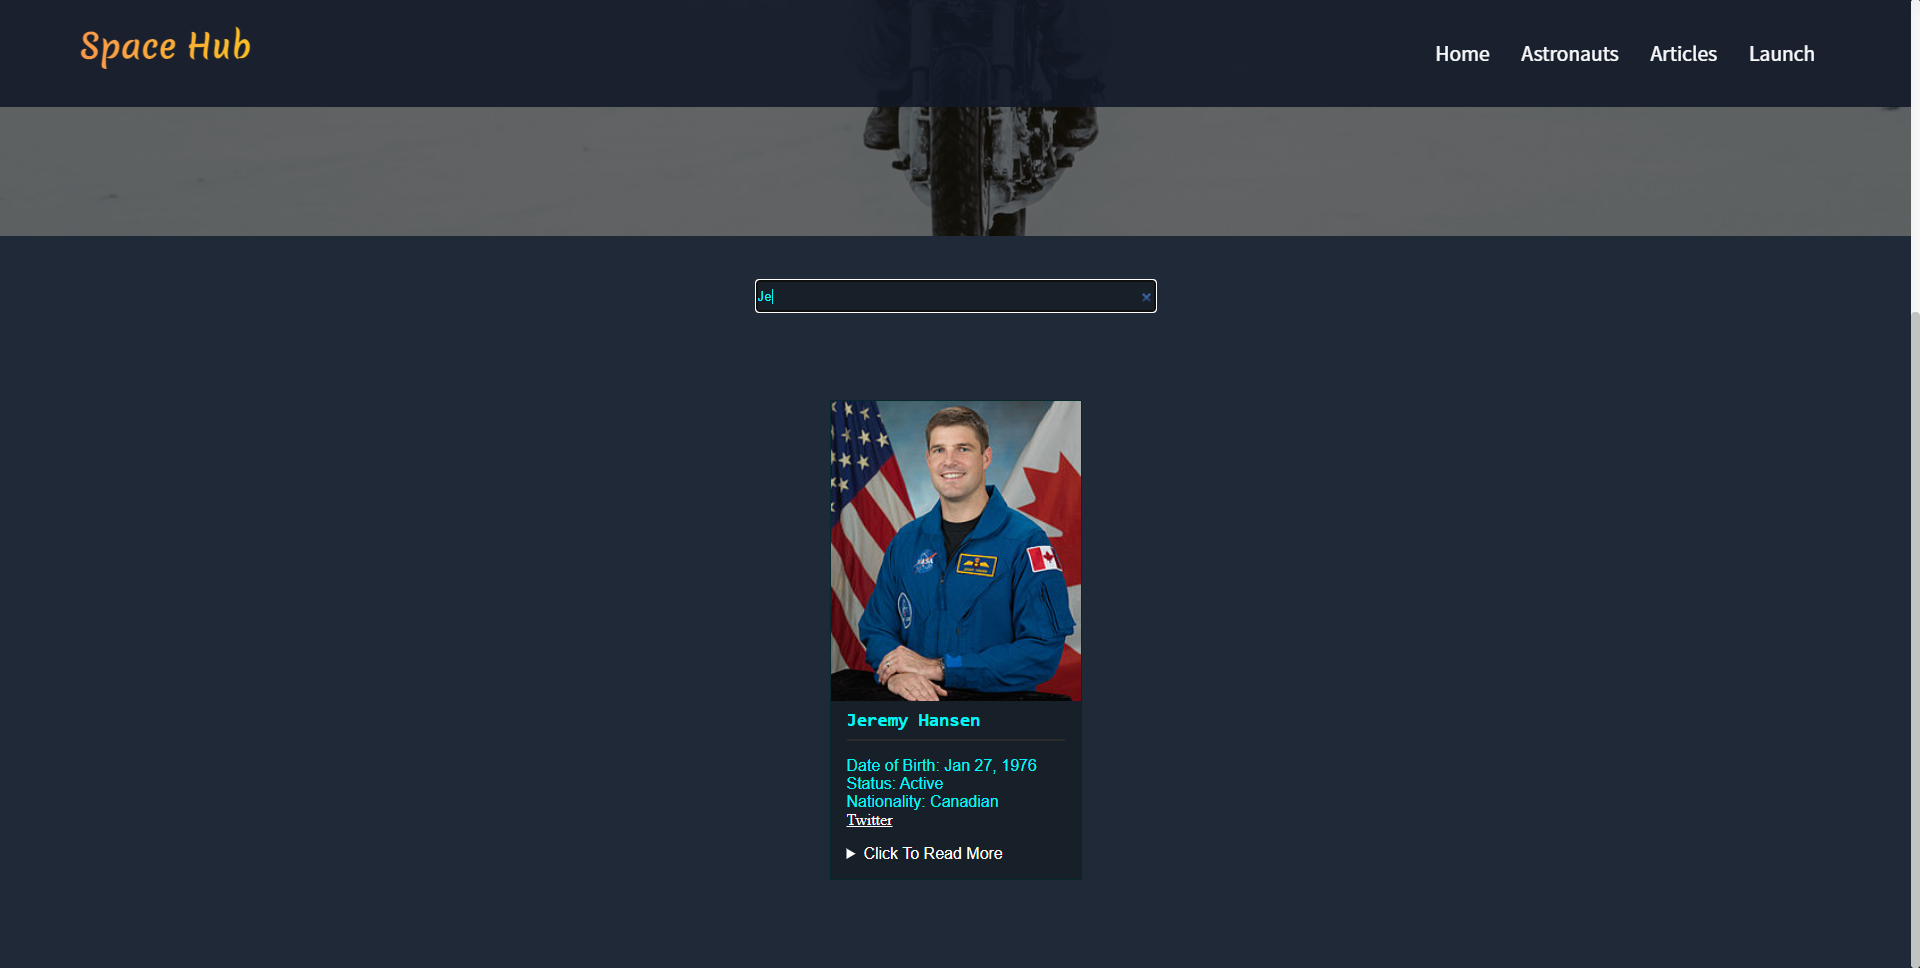 Space Hub
Home Astronauts Articles Launch
Je
NASA
Jeremy Hansen
Date of Birth: Jan 27, 1976
Status: Active
Nationality: Canadian
Twitter
Click To Read More